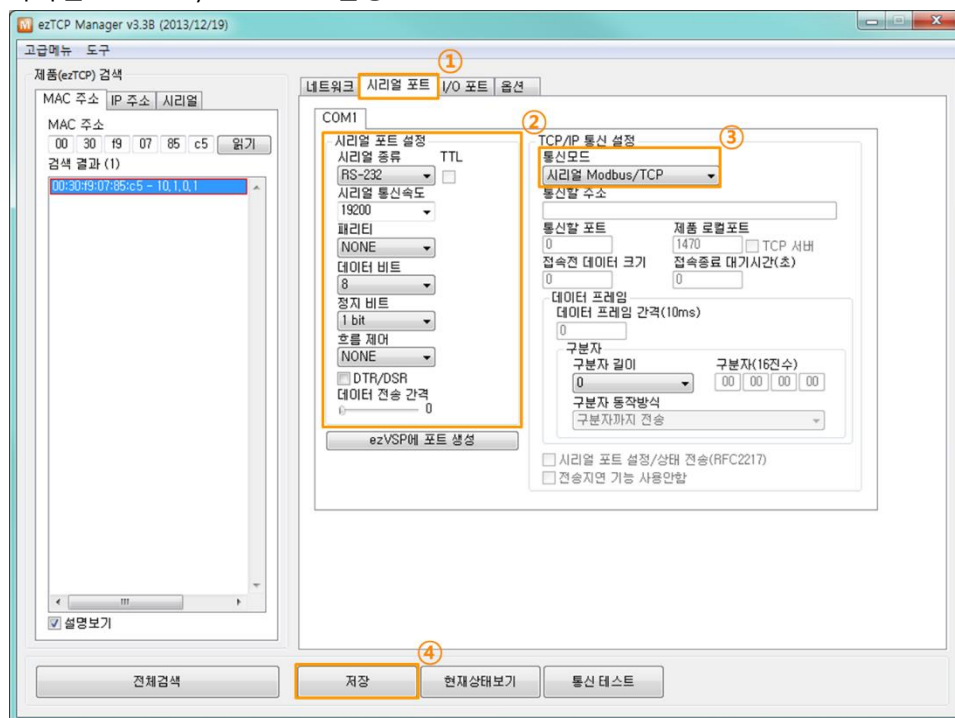 ezTCP Manager v3.3B (2013/12/19)
고급메뉴 도구
제품(ezTCP) 검색
MAC 주소 IP 주소 시리얼
MAC 주소
00 30 f9 07 85 c5 읽기
검색 결과 (1)
00:30:f9:07:85:c5 - 10,1,0,1
설명보기
전체검색
①
네트워크 시리얼 포트 I/O 포트 옵션
COM1
②
시리얼 포트 설정
시리얼 종류 TTL
RS-232
시리얼 통신속도
19200
패리티
NONE
데이터 비트
8
정지 비트
1 bit
흐름 제어
NONE
DTR/DSR
데이터 전송 간격
0
ezVSP에 포트 생성
TCP/IP 통신 설정
③
통신모드
시리얼 Modbus/TCP
통신할 주소
통신할 포트 제품 로컬포트
0 1470 TCP 서버
접속전 데이터 크기 접속종료 대기시간(초)
0 0
데이터 프레임
데이터 프레임 간격(10ms)
0
구분자
구분자 길이 구분자(16진수)
0 00 00 00 00
구분자 동작방식
구분자까지 전송
시리얼 포트 설정/상태 전송(RFC2217)
전송지연 기능 사용안함
④
저장 현재상태보기 통신 테스트